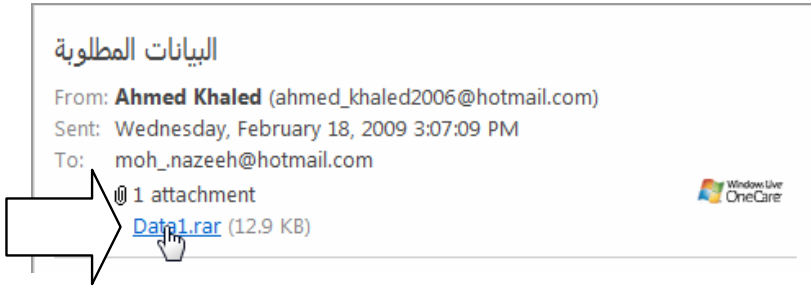 البيانات المطلوبة
From: Ahmed Khaled (ahmed_khaled2006@hotmail.com)
Sent: Wednesday, February 18, 2009 3:07:09 PM
To: moh_.nazeeh@hotmail.com
1 attachment
Windows Live
OneCare
Data1.rar (12.9 KB)